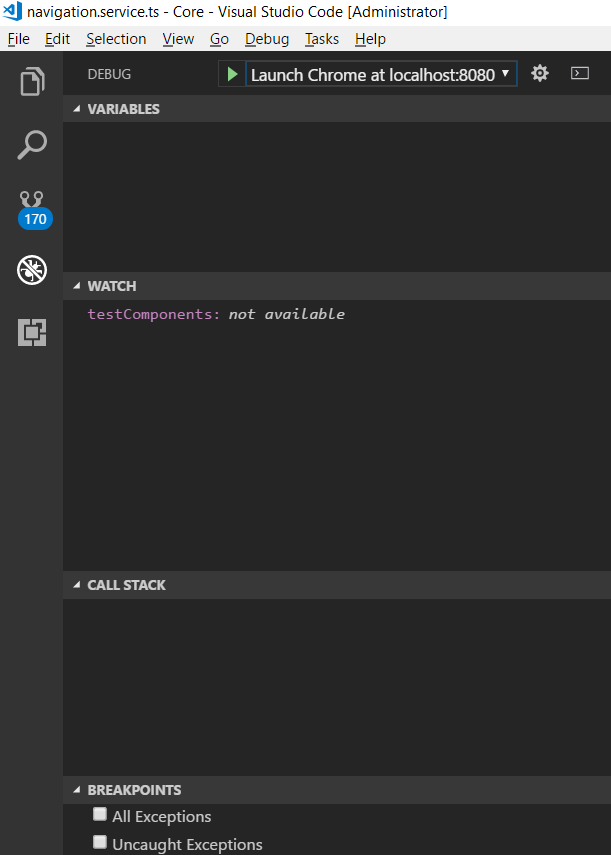 navigation.service.ts - Core - Visual Studio Code [Administrator]
File Edit Selection View Go Debug Tasks Help
DEBUG Launch Chrome at localhost:8080
VARIABLES
170
WATCH
testComponents: not available
CALL STACK
BREAKPOINTS
All Exceptions
Uncaught Exceptions